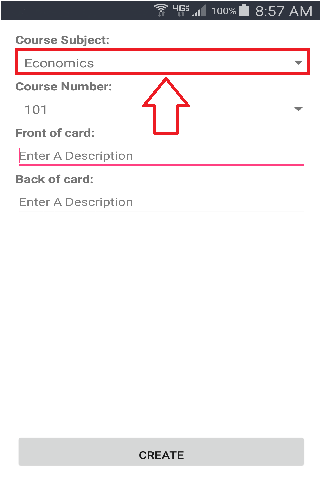 4G 100% 8:57 AM
Course Subject:
Economics
Course Number:
101
Front of card:
Enter A Description
Back of card:
Enter A Description
CREATE